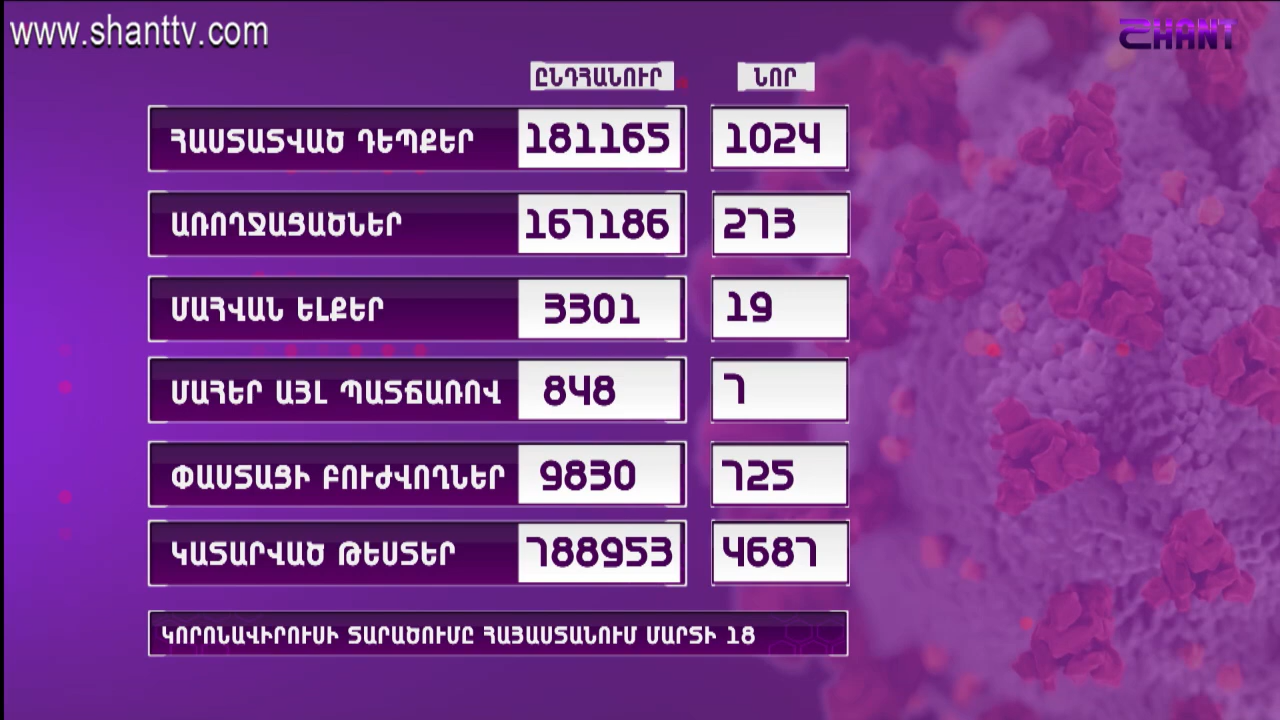 www.shanttv.com
SHANT
ԸՆԴՀԱՆՈՒՐ ՆՈՐ
ՀԱՍՏԱՏՎԱԾ ԴԵՊՔԵՐ 181165 1024
ԱՌՈՂՋԱՑԱԾՆԵՐ 167186 273
ՄԱՀՎԱՆ ԵԼՔԵՐ 3301 19
ՄԱՀԵՐ ԱՅԼ ՊԱՏՃԱՌՈՎ 848 7
ՓԱՍՏԱՑԻ ԲՈՒԺՎՈՂՆԵՐ 9830 725
ԿԱՏԱՐՎԱԾ ԹԵՍՏԵՐ 788953 4687
ԿՈՐՈՆԱՎԻՐՈՒՍԻ ՏԱՐԱԾՈՒՄԸ ՀԱՅԱՍՏԱՆՈՒՄ ՄԱՐՏԻ 18